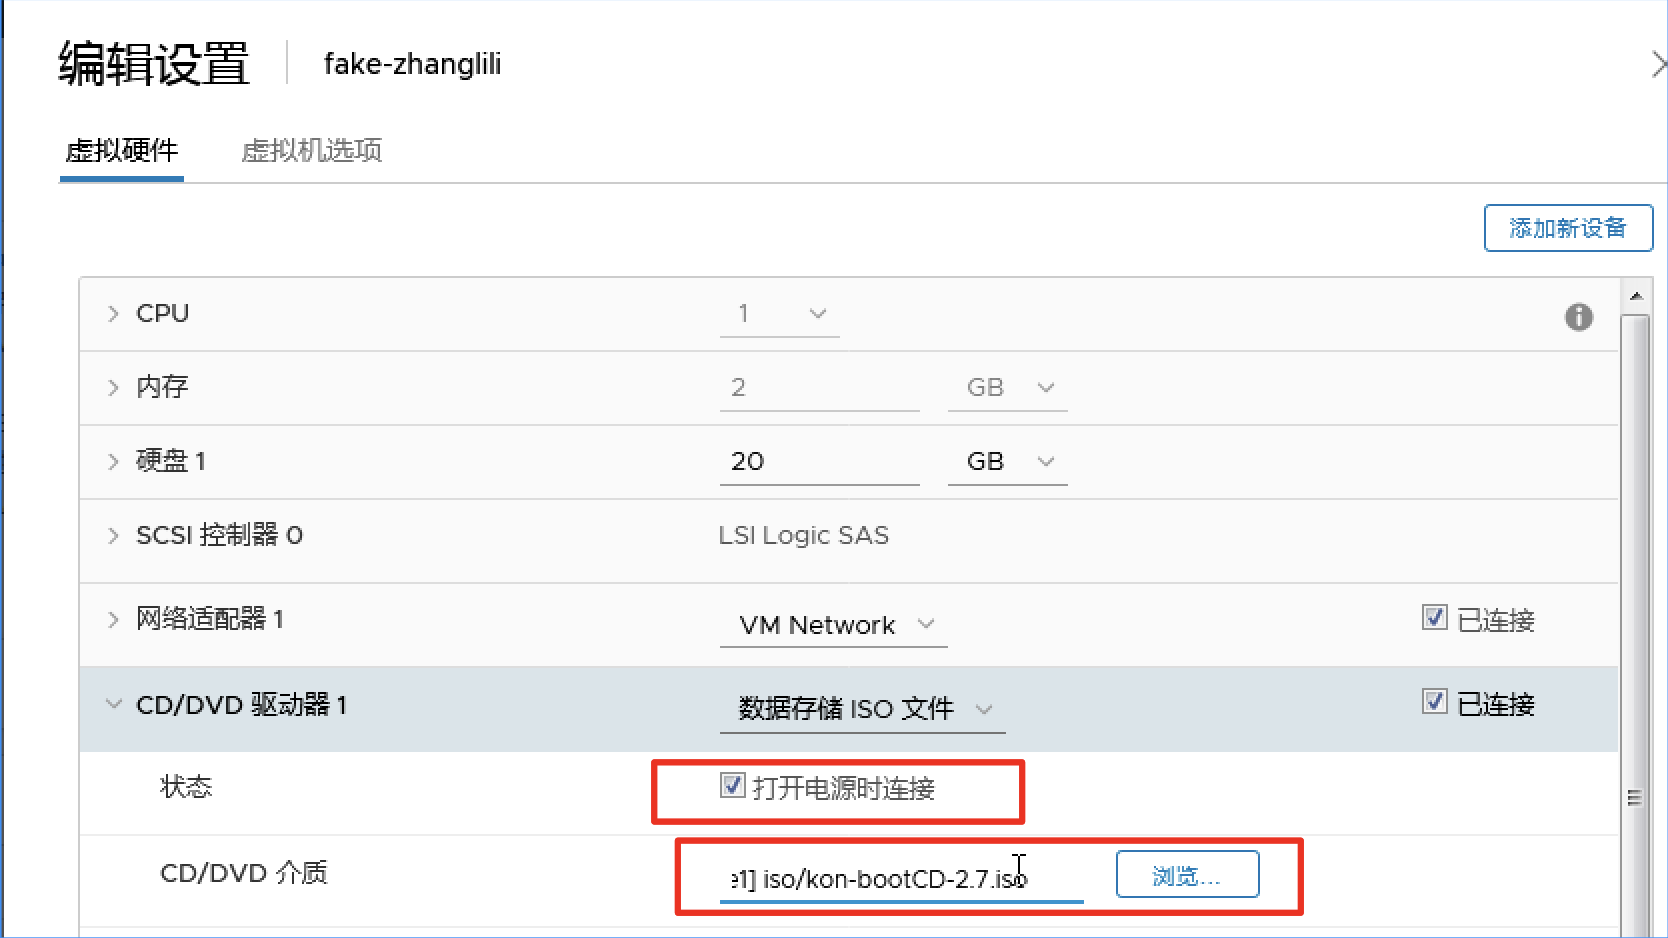 编辑设置 fake-zhanglili
虚拟硬件 虚拟机选项
添加新设备
CPU 1
内存 2 GB
硬盘 1 20 GB
SCSI 控制器 0 LSI Logic SAS
网络适配器 1 VM Network 已连接
CD/DVD 驱动器 1 数据存储 ISO 文件 已连接
状态 打开电源时连接
CD/DVD 介质 e1] iso/kon-bootCD-2.7.iso 浏览...